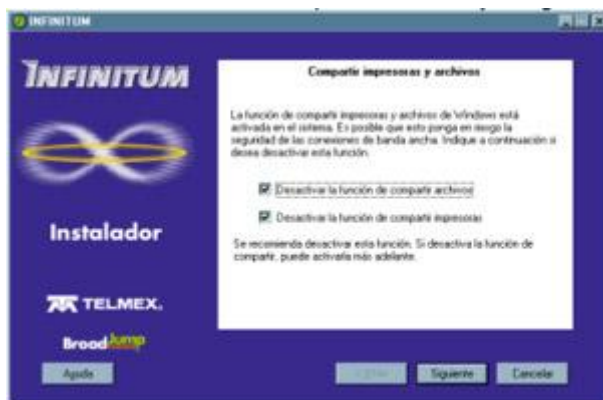 INFINITUM
INFINITUM
Compartir impresoras y archivos
La función de compartir impresoras y archivos de Windows está
activada en el sistema. Es posible que esto ponga en riesgo la
seguridad de las conexiones de banda ancha. Indique a continuación si
desea desactivar esta función.
Desactivar la función de compartir archivos
Desactivar la función de compartir impresoras
Se recomienda desactivar esta función. Si desactiva la función de
compartir, puede activarla más adelante.
Instalador
TELMEX.
BroadJump
Ayuda
Siguiente
Cancelar